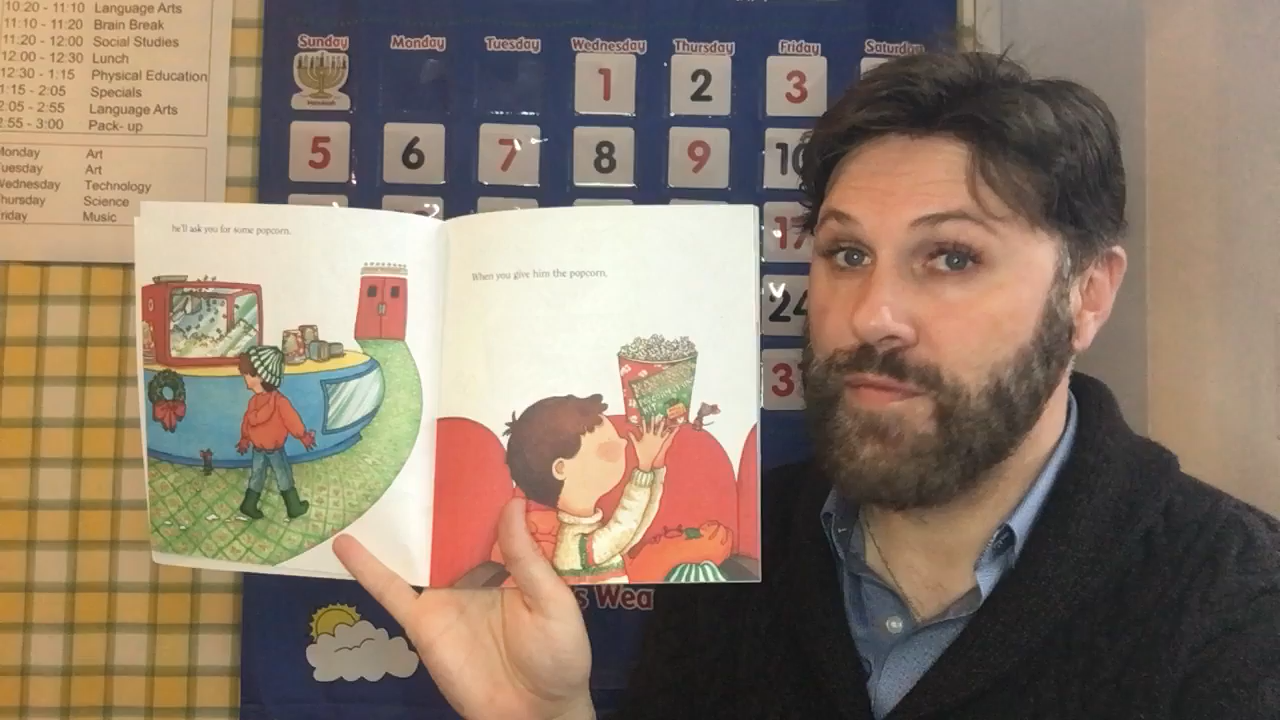 10:20 - 11:10 Language Arts
11:10 - 11:20 Brain Break
11:20 - 12:00 Social Studies
12:00 - 12:30 Lunch
12:30 - 1:15 Physical Education
1:15 - 2:05 Specials
2:05 - 2:55 Language Arts
2:55 - 3:00 Pack- up
Monday Art
Tuesday Art
Wednesday Technology
Thursday Science
Friday Music
Sunday Monday Tuesday Wednesday Thursday Friday Saturday
1 2 3
5 6 7 8 9 10
17
24
he'll ask you for some popcorn.
When you give him the popcorn,
's Wea